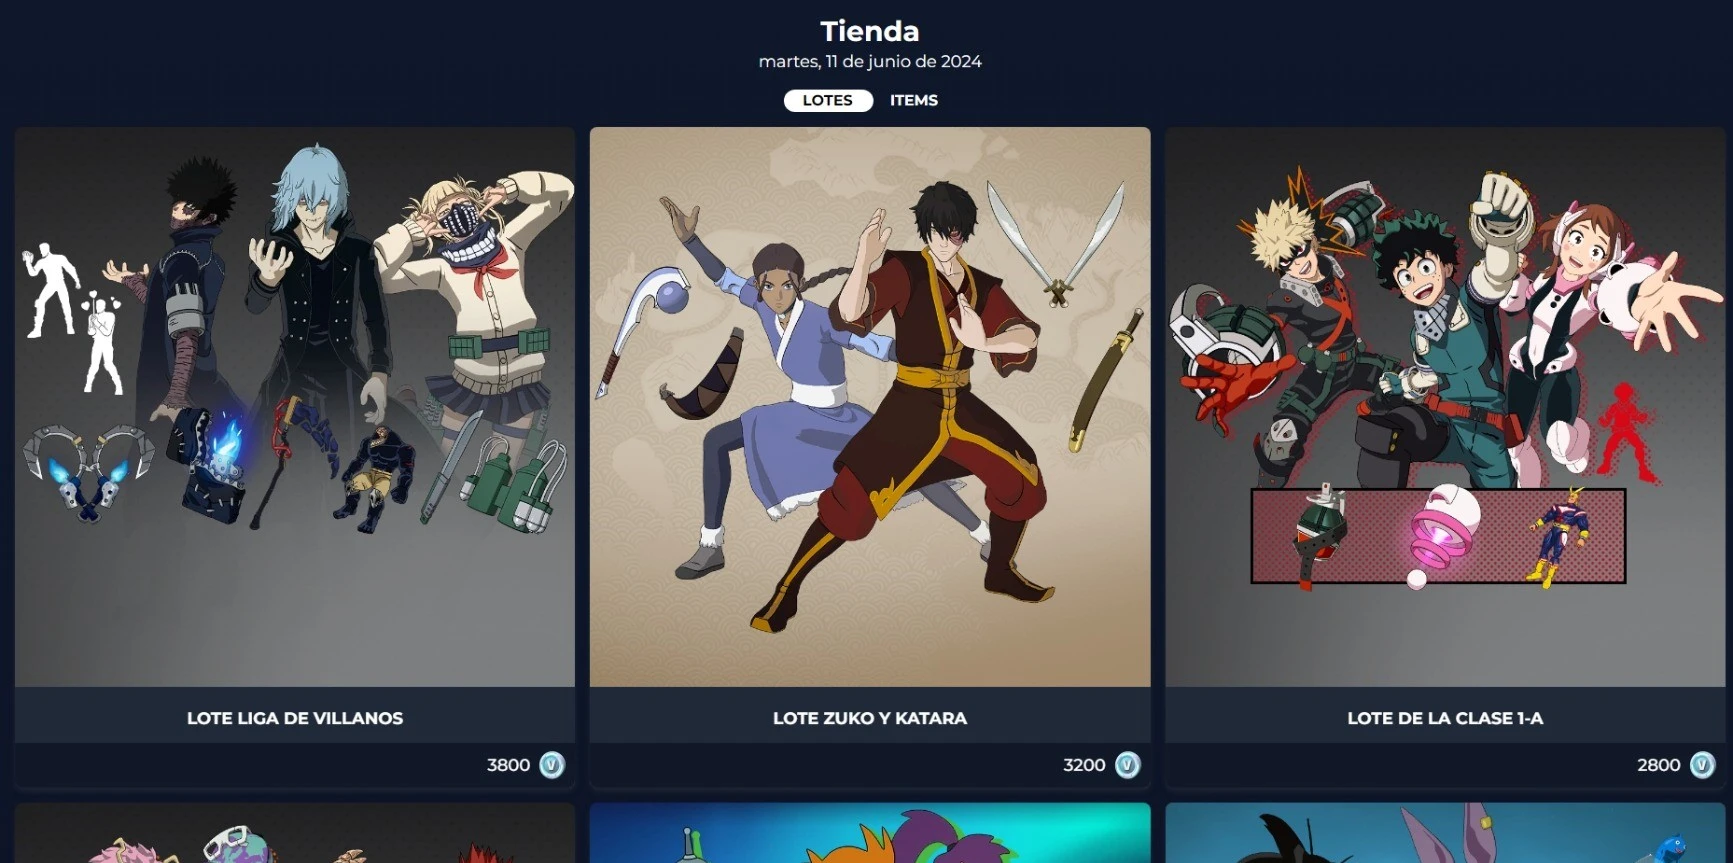 Tienda
martes, 11 de junio de 2024
LOTES ITEMS
LOTE LIGA DE VILLANOS
3800 V
LOTE ZUKO Y KATARA
3200 V
LOTE DE LA CLASE 1-A
2800 V